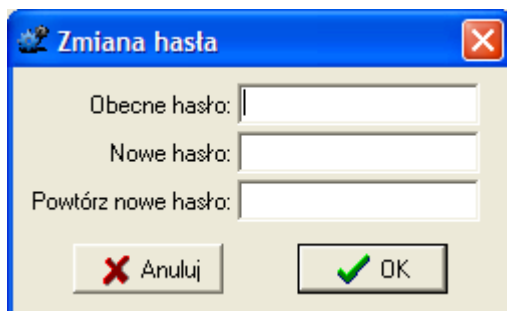 Zmiana hasła
Obecne hasło:
Nowe hasło:
Powtórz nowe hasło:
Anuluj OK